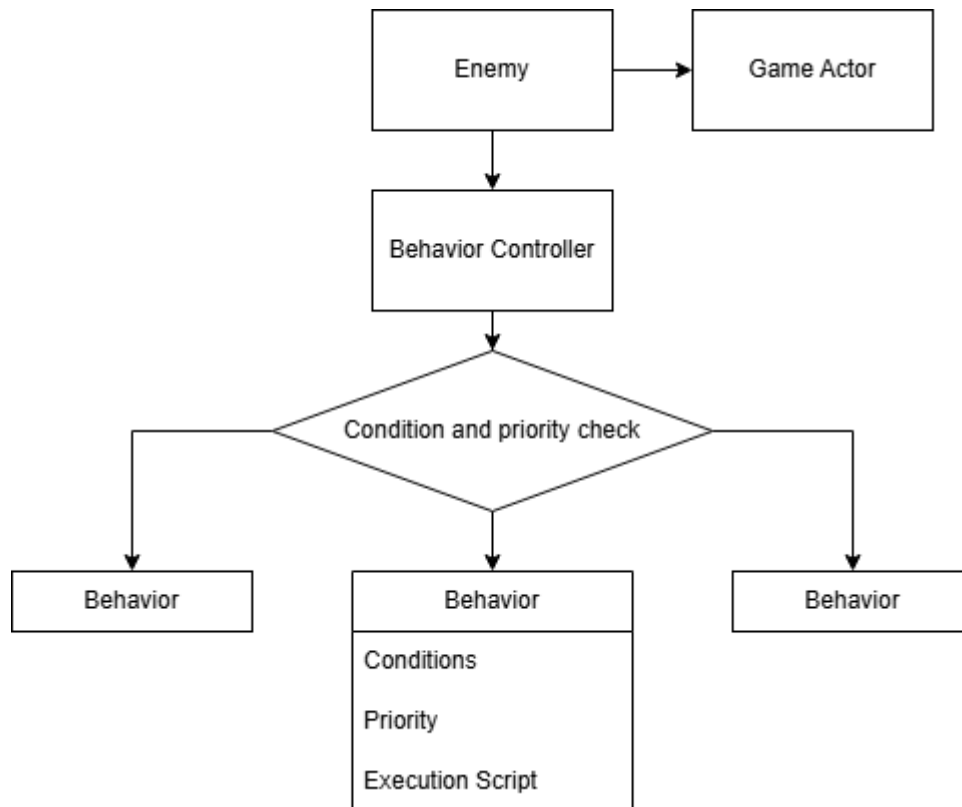 Enemy
Game Actor
Behavior Controller
Condition and priority check
Behavior
Behavior
Behavior
Conditions
Priority
Execution Script